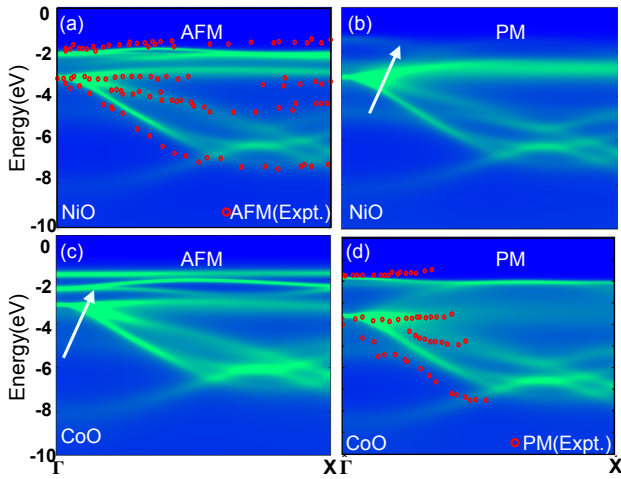 (a) AFM
(b) PM
Energy(eV)
0
-2
-4
-6
-8
-10
NiO
AFM(Expt.)
NiO
(c) AFM
(d) PM
Energy(eV)
0
-2
-4
-6
-8
-10
CoO
CoO
PM(Expt.)
Γ X Γ X